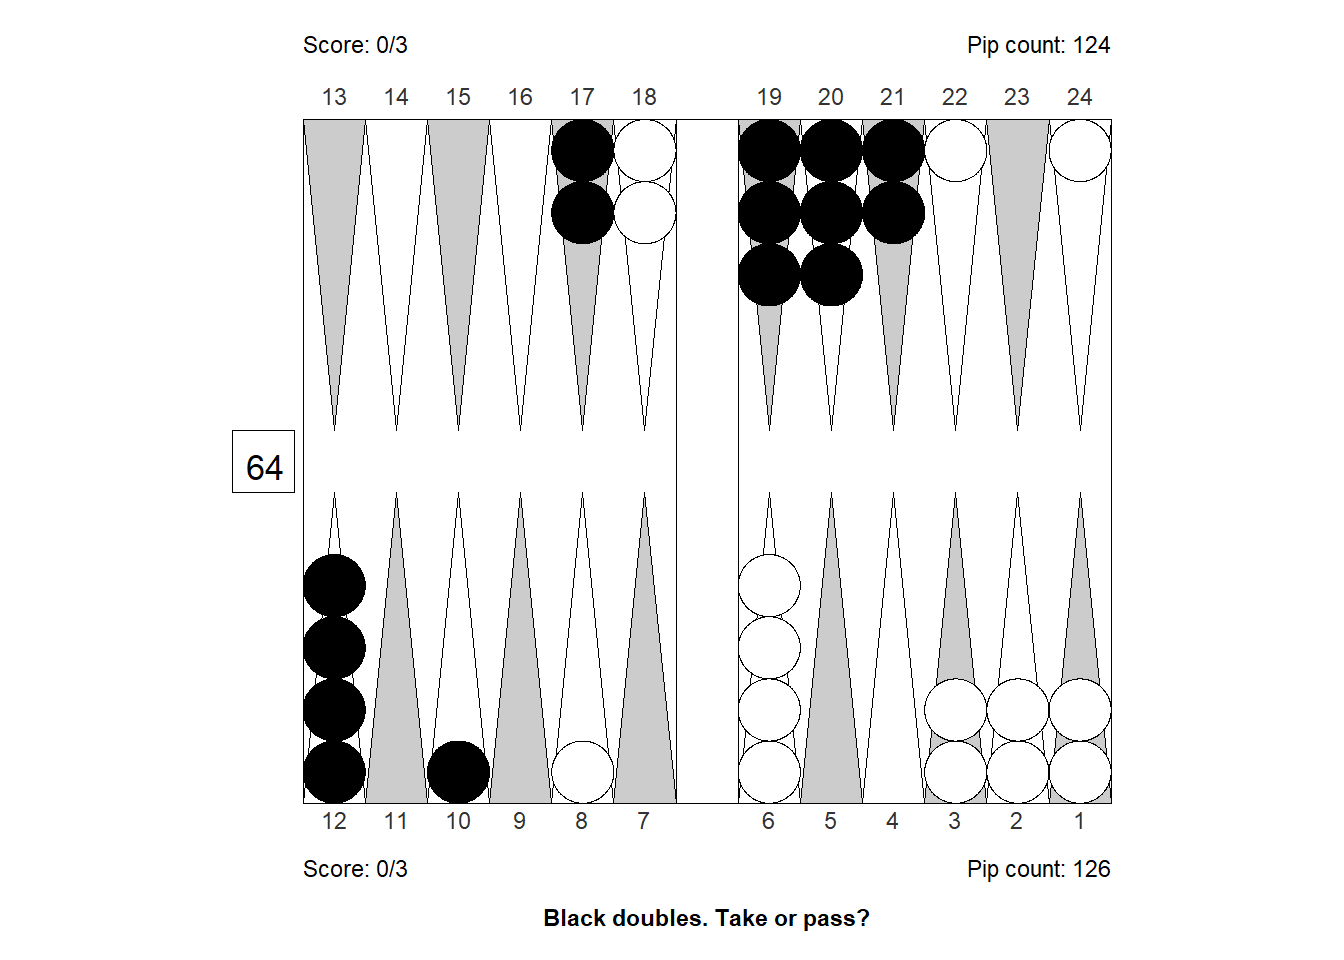 Score: 0/3 Pip count: 124
13 14 15 16 17 18 19 20 21 22 23 24
64
12 11 10 9 8 7 6 5 4 3 2 1
Score: 0/3 Pip count: 126
Black doubles. Take or pass?